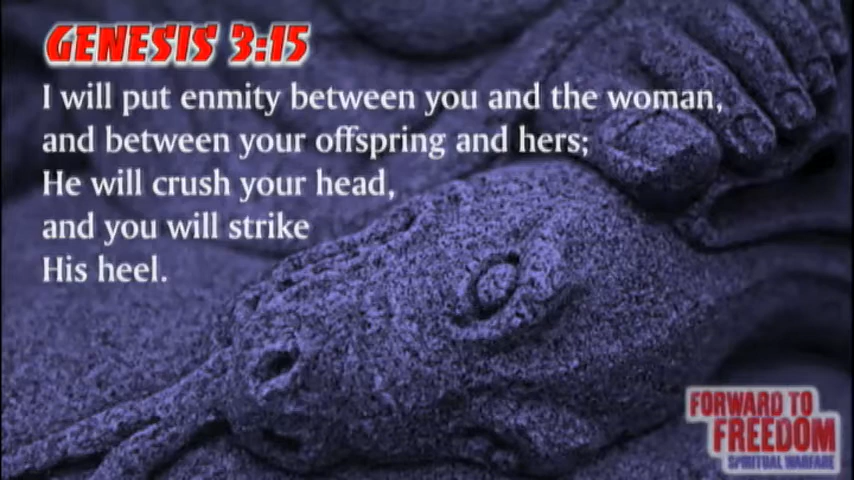 GENESIS 3:15
I will put enmity between you and the woman,
and between your offspring and hers;
He will crush your head,
and you will strike
His heel.
FORWARD TO
FREEDOM
SPIRITUAL WARFARE